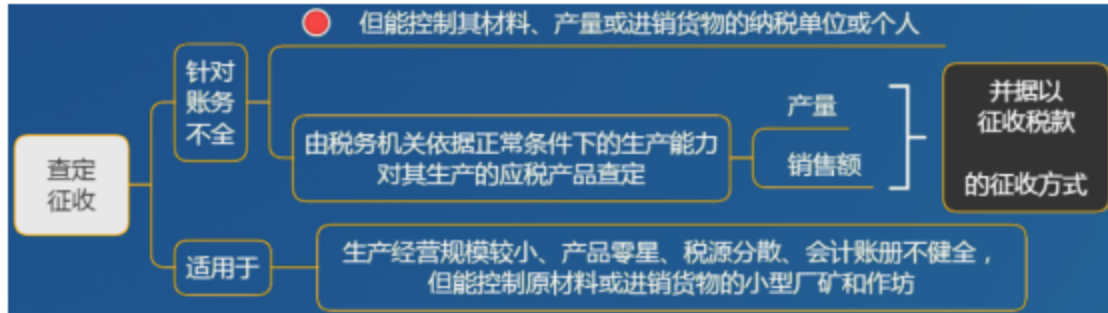 但能控制其材料、产量或进销货物的纳税单位或个人
针对
账务
不全
由税务机关依据正常条件下的生产能力
对其生产的应税产品查定
产量
销售额
并据以
征收税款
的征收方式
查定
征收
适用于
生产经营规模较小、产品零星、税源分散、会计账册不健全，
但能控制原材料或进销货物的小型厂矿和作坊